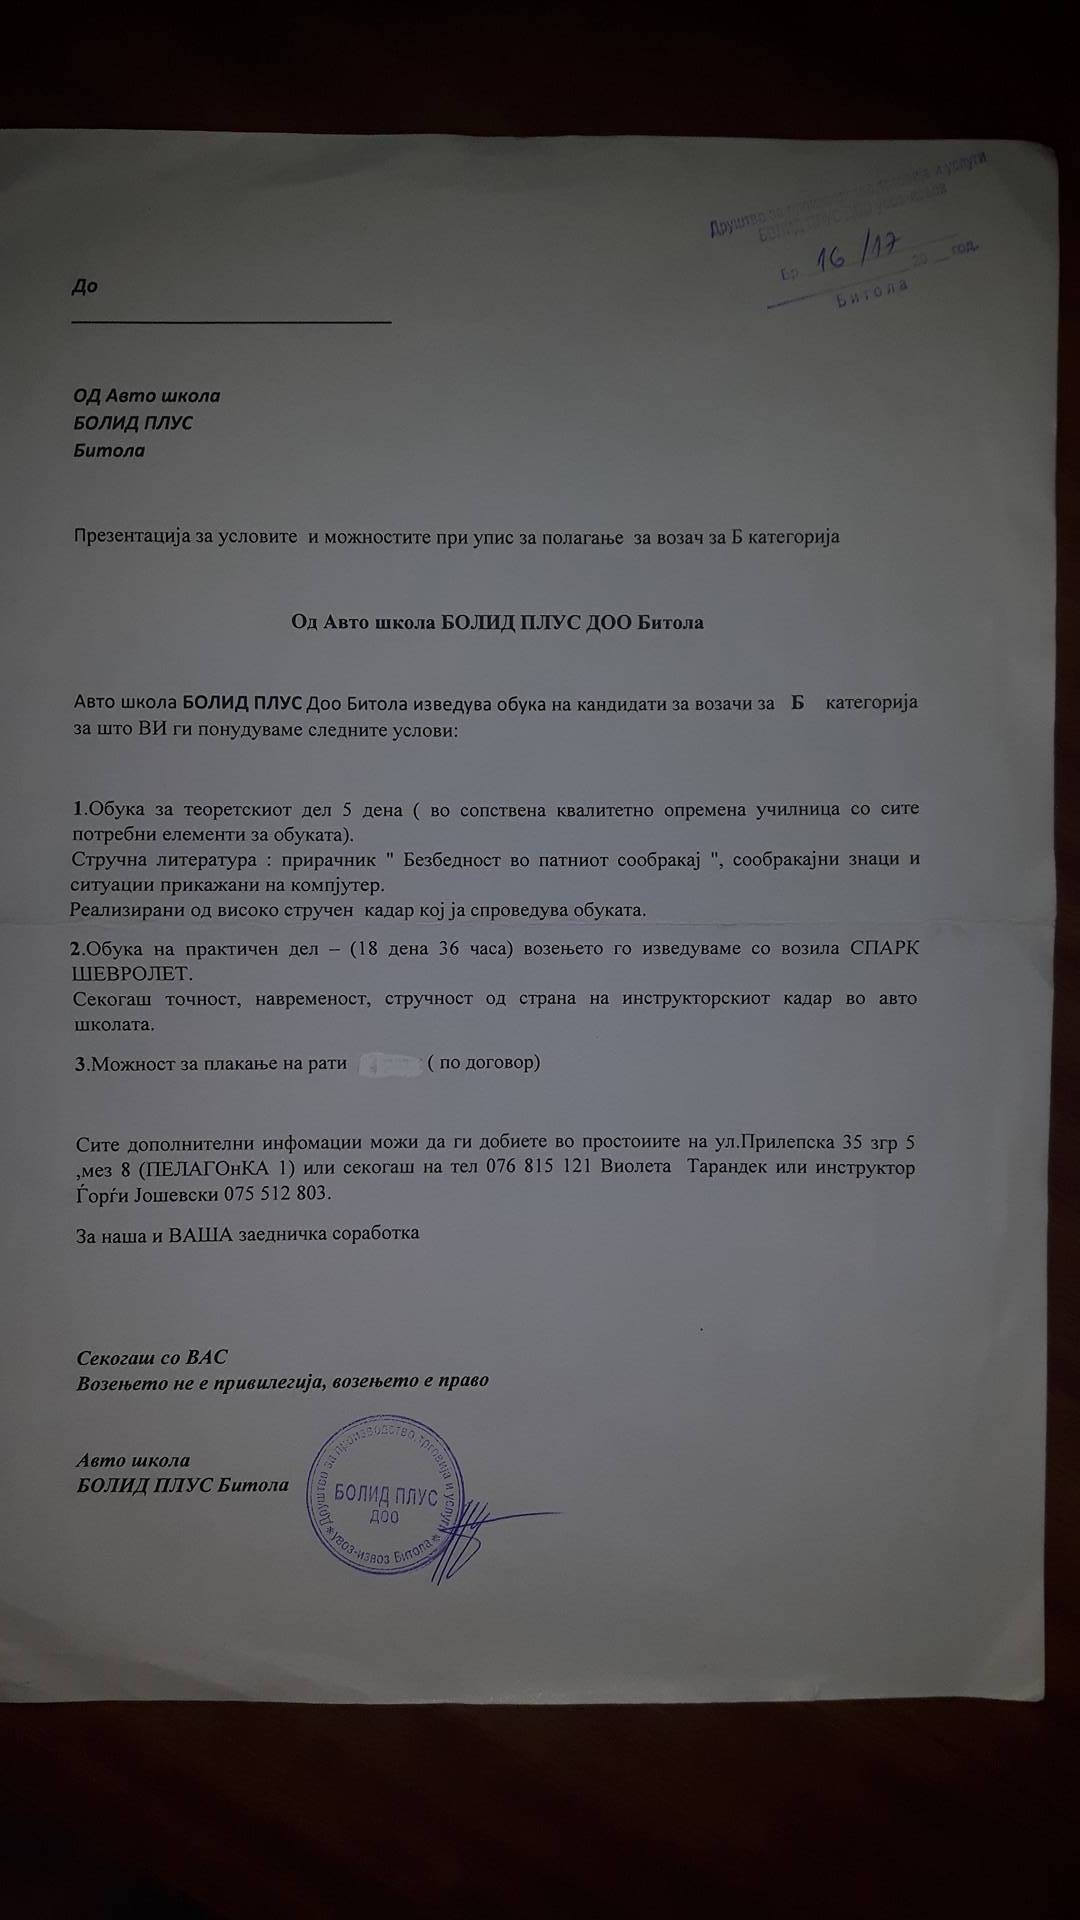 Друштво за производство трговија и услуги
БОЛИД ПЛУС ДОО увоз-извоз
Бр. 16/17
20 год.
Битола
До
ОД Авто школа
БОЛИД ПЛУС
Битола
Презентација за условите и можностите при упис за полагање за возач за Б категорија
Од Авто школа БОЛИД ПЛУС ДОО Битола
Авто школа БОЛИД ПЛУС Доо Битола изведува обука на кандидати за возачи за Б категорија
за што ВИ ги понудуваме следните услови:
1.Обука за теоретскиот дел 5 дена ( во сопствена квалитетно опремена училница со сите
потребни елементи за обуката).
Стручна литература : прирачник " Безбедност во патниот сообракај ", сообракајни знаци и
ситуации прикажани на компјутер.
Реализирани од високо стручен кадар кој ја спроведува обуката.
2.Обука на практичен дел – (18 дена 36 часа) возењето го изведуваме со возила СПАРК
ШЕВРОЛЕТ.
Секогаш точност, навременост, стручност од страна на инструкторскиот кадар во авто
школата.
3.Можност за плакање на рати ( по договор)
Сите дополнителни инфомации можи да ги добиете во простоиите на ул.Прилепска 35 згр 5
,мез 8 (ПЕЛАГОнКА 1) или секогаш на тел 076 815 121 Виолета Тарандек или инструктор
Ѓорѓи Јошевски 075 512 803.
За наша и ВАША заедничка соработка
Секогаш со ВАС
Возењето не е привилегија, возењето е право
Авто школа
БОЛИД ПЛУС Битола
Друштво за производство трговија и услуги
БОЛИД ПЛУС
ДОО
увоз-извоз Битола